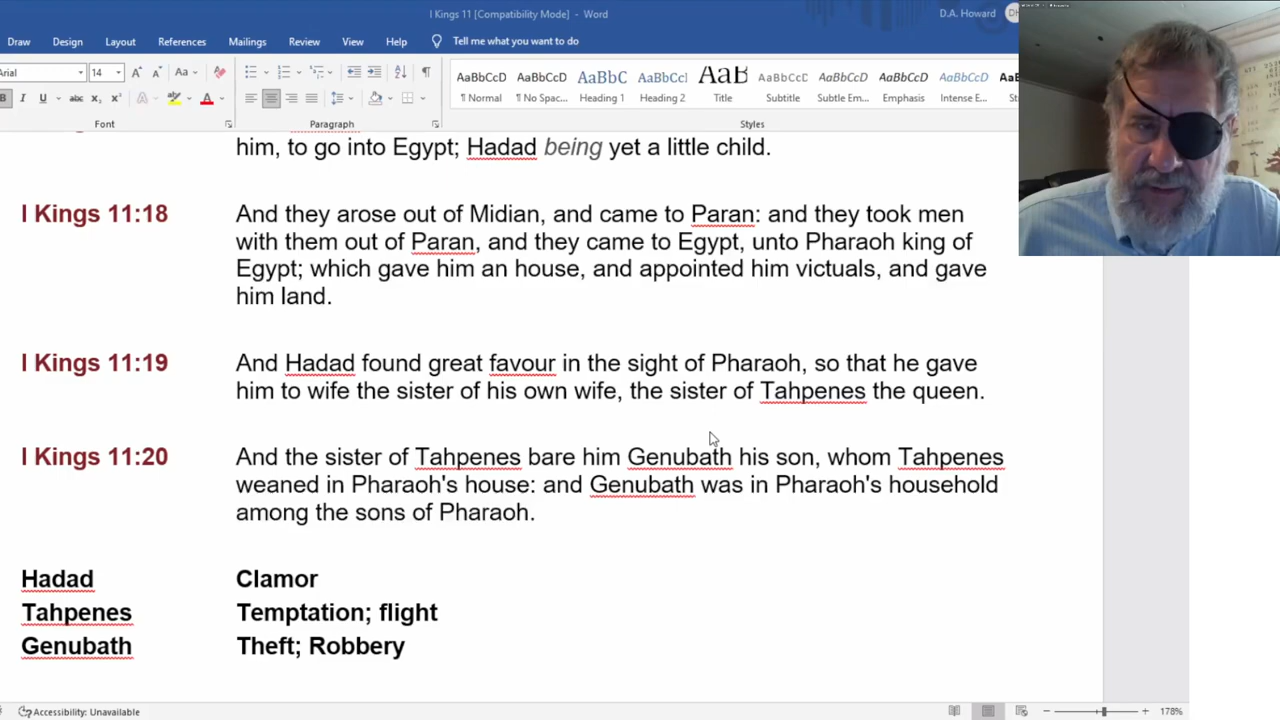 I Kings 11 [Compatibility Mode] - Word
D.A. Howard
DH
Draw Design Layout References Mailings Review View Help Tell me what you want to do
Arial 14 Aa
AaBbCcD AaBbCcD AaBbC AaBbCcI AaB AaBbCcD AaBbCcD AaBbCcD AaBbCcD
¶ Normal ¶ No Spac... Heading 1 Heading 2 Title Subtitle Subtle Em... Emphasis Intense E...
Font Paragraph Styles
him, to go into Egypt; Hadad being yet a little child.
I Kings 11:18 And they arose out of Midian, and came to Paran: and they took men
with them out of Paran, and they came to Egypt, unto Pharaoh king of
Egypt; which gave him an house, and appointed him victuals, and gave
him land.
I Kings 11:19 And Hadad found great favour in the sight of Pharaoh, so that he gave
him to wife the sister of his own wife, the sister of Tahpenes the queen.
I Kings 11:20 And the sister of Tahpenes bare him Genubath his son, whom Tahpenes
weaned in Pharaoh's house: and Genubath was in Pharaoh's household
among the sons of Pharaoh.
Hadad Clamor
Tahpenes Temptation; flight
Genubath Theft; Robbery
Accessibility: Unavailable 178%